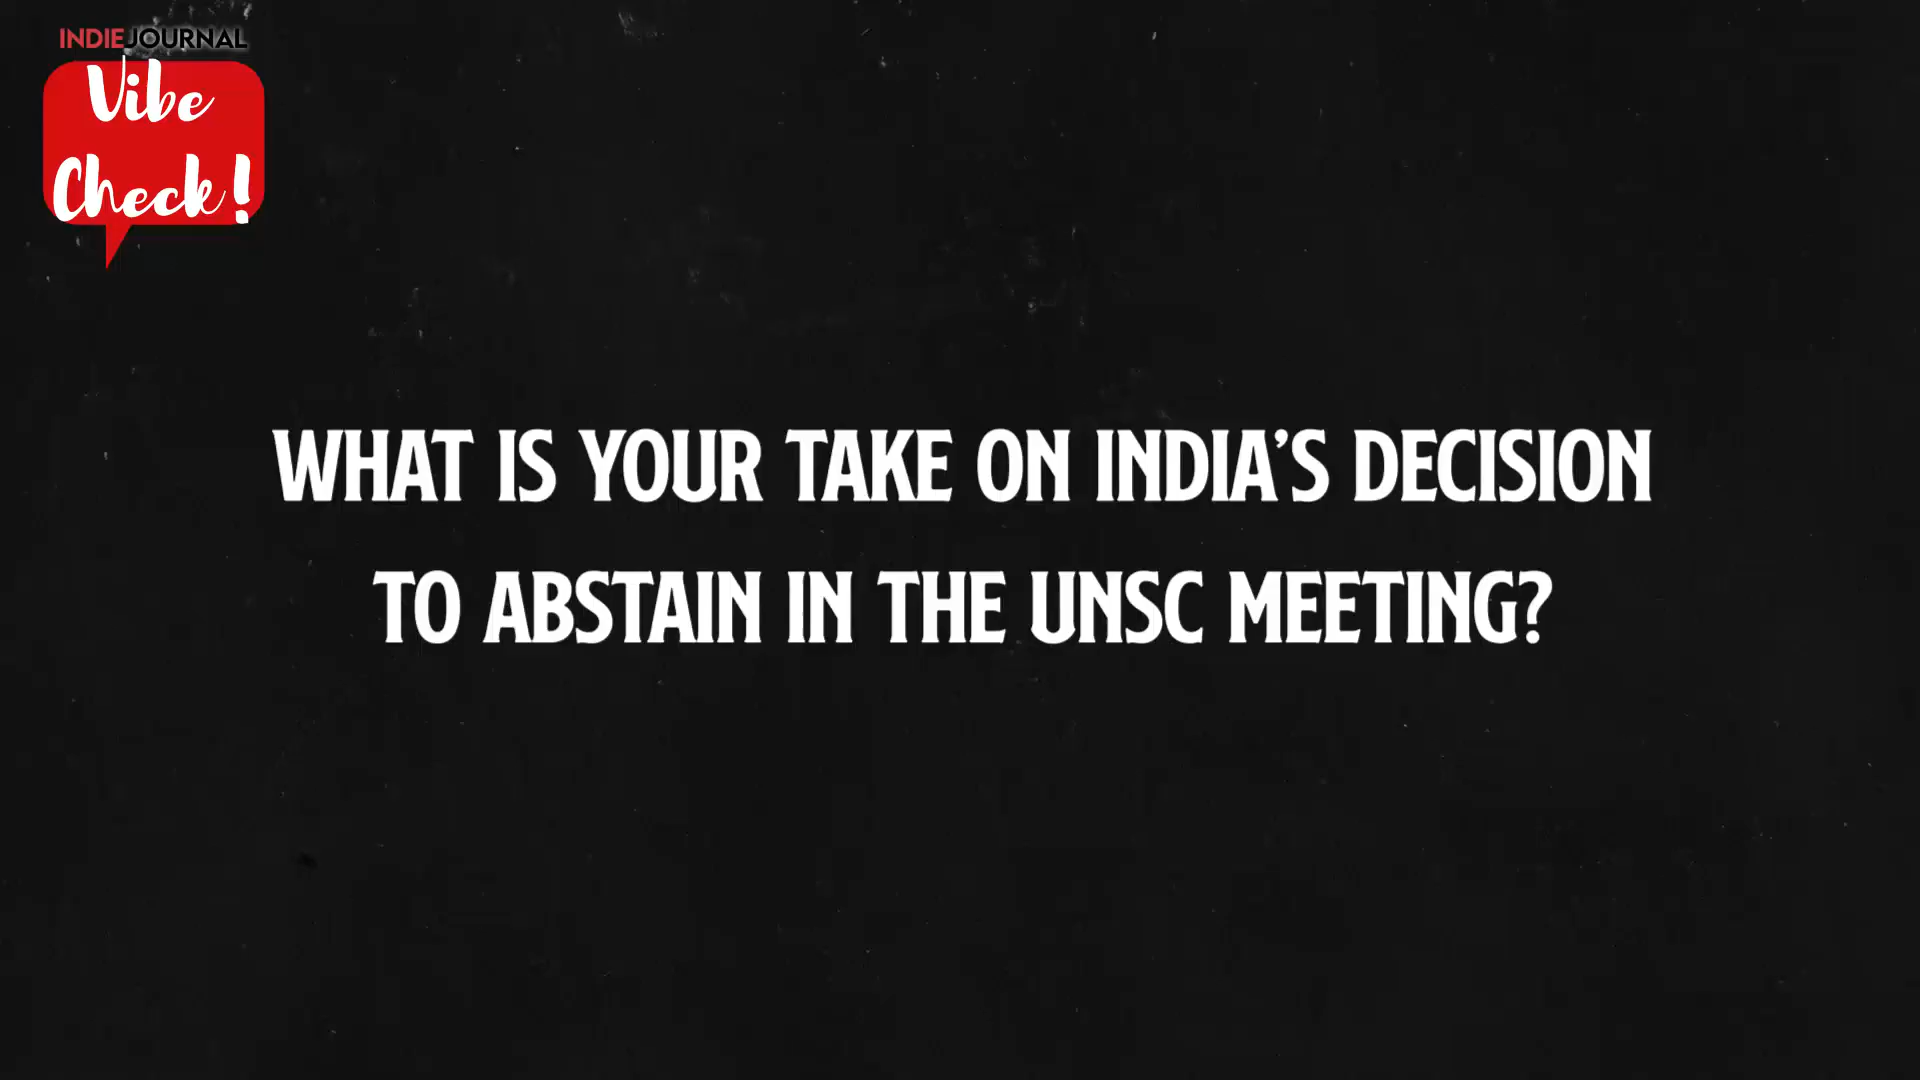 INDIEJOURNAL
Vibe
Check!
WHAT IS YOUR TAKE ON INDIA’S DECISION
TO ABSTAIN IN THE UNSC MEETING?